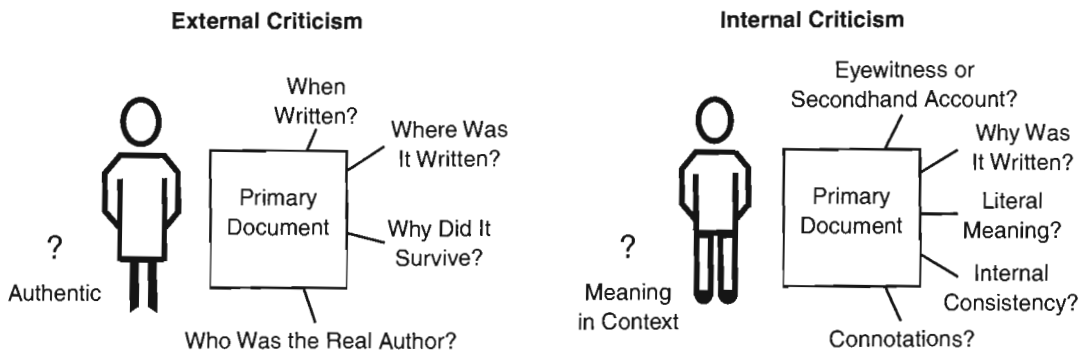 External Criticism
When
Written?
Where Was
It Written?
Primary
Document
Why Did It
Survive?
?
Authentic
Who Was the Real Author?
Internal Criticism
Eyewitness or
Secondhand Account?
Why Was
It Written?
Primary
Document
Literal
Meaning?
?
Internal
Consistency?
Meaning
in Context
Connotations?